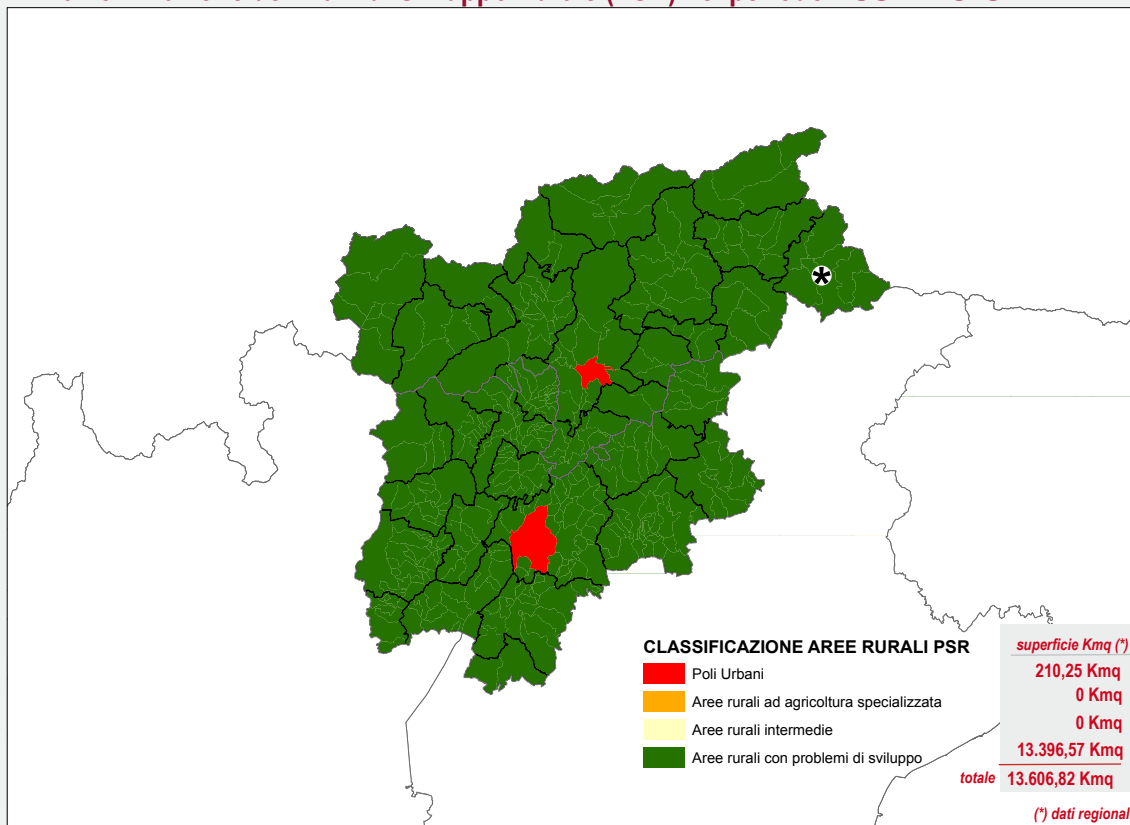 *
CLASSIFICAZIONE AREE RURALI PSR
superficie Kmq (*)
Poli Urbani
210,25 Kmq
Aree rurali ad agricoltura specializzata
0 Kmq
Aree rurali intermedie
0 Kmq
Aree rurali con problemi di sviluppo
13.396,57 Kmq
totale 13.606,82 Kmq
(*) dati regional